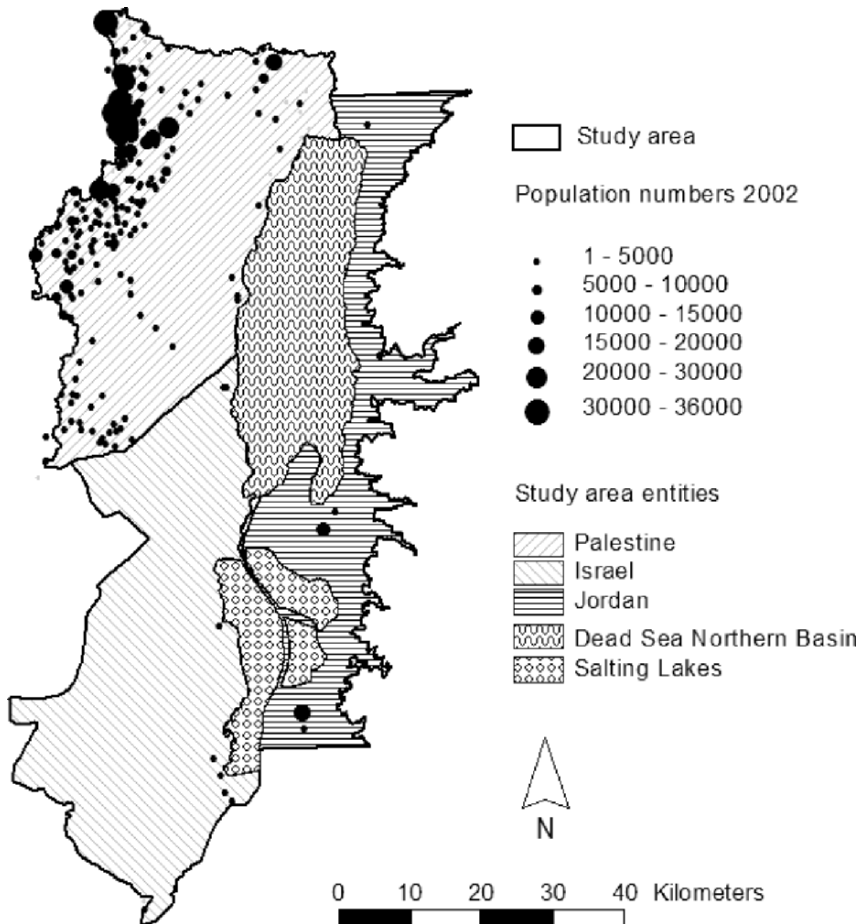 Study area
Population numbers 2002
1 - 5000
5000 - 10000
10000 - 15000
15000 - 20000
20000 - 30000
30000 - 36000
Study area entities
Palestine
Israel
Jordan
Dead Sea Northern Basin
Salting Lakes
N
0 10 20 30 40 Kilometers